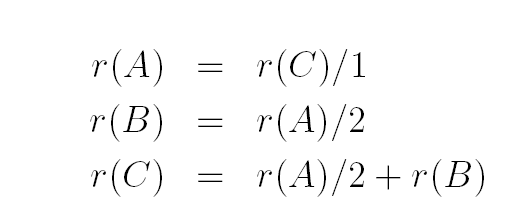 r(A) = r(C)/1
r(B) = r(A)/2
r(C) = r(A)/2 + r(B)